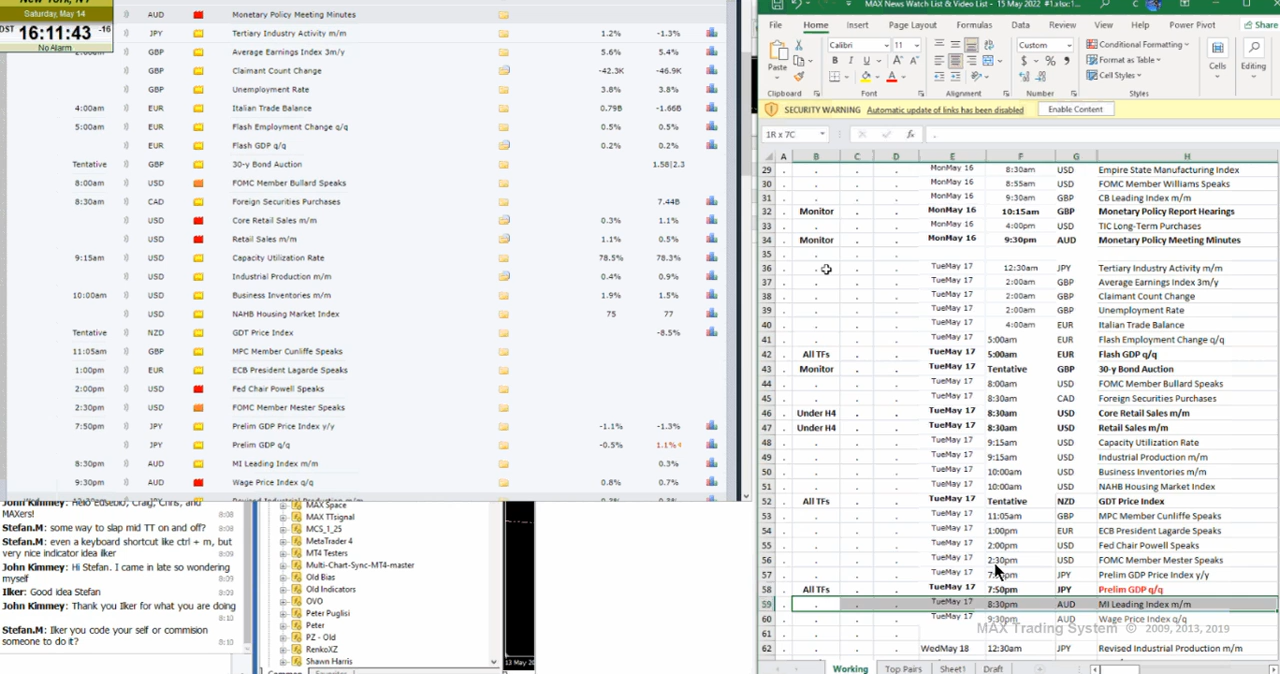 New York, NY
Saturday, May 14
DST 16:11:43 -16
No Alarm
AUD Monetary Policy Meeting Minutes
JPY Tertiary Industry Activity m/m 1.2% -1.3%
2:00am GBP Average Earnings Index 3m/y 5.6% 5.4%
GBP Claimant Count Change -42.3K -46.9K
GBP Unemployment Rate 3.8% 3.8%
4:00am EUR Italian Trade Balance 0.79B -1.66B
5:00am EUR Flash Employment Change q/q 0.5% 0.5%
EUR Flash GDP q/q 0.2% 0.2%
Tentative GBP 30-y Bond Auction 1.58|2.3
8:00am USD FOMC Member Bullard Speaks
8:30am CAD Foreign Securities Purchases 7.44B
USD Core Retail Sales m/m 0.3% 1.1%
USD Retail Sales m/m 1.1% 0.5%
9:15am USD Capacity Utilization Rate 78.5% 78.3%
USD Industrial Production m/m 0.4% 0.9%
10:00am USD Business Inventories m/m 1.9% 1.5%
USD NAHB Housing Market Index 75 77
Tentative NZD GDT Price Index -8.5%
11:05am GBP MPC Member Cunliffe Speaks
1:00pm EUR ECB President Lagarde Speaks
2:00pm USD Fed Chair Powell Speaks
2:30pm USD FOMC Member Mester Speaks
7:50pm JPY Prelim GDP Price Index y/y -1.1% -1.3%
JPY Prelim GDP q/q -0.5% 1.1%
8:30pm AUD MI Leading Index m/m 0.3%
9:30pm AUD Wage Price Index q/q 0.8% 0.7%
John Kimmey: Hello Eusebio, Craig, Chris, and
MAXers! 8:08
Stefan.M: some way to slap mid TT on and off? 8:08
Stefan.M: even a keyboard shortcut like ctrl + m, but
very nice indicator idea ilker 8:09
John Kimmey: Hi Stefan. I came in late so wondering
myself 8:09
Ilker: Good idea Stefan 8:09
John Kimmey: Thank you Ilker for what you are doing
8:10
Stefan.M: Ilker you code your self or commision
someone to do it? 8:10
MAX Space
MAX TTsignal
MCS_1_25
MetaTrader 4
MT4 Testers
Multi-Chart-Sync-MT4-master
Old Bias
Old Indicators
OVO
Peter Puglisi
Peter
PZ - Old
RenkoXZ
Shawn Harris
Common
Favorites
13 May 20
MAX News Watch List & Video List - 15 May 2022 #1.xlsx:1...
File Home Insert Page Layout Formulas Data Review View Help Power Pivot Share
Paste
Calibri 11
B I U
Custom
$ % 9
Conditional Formatting
Format as Table
Cell Styles
Cells
Editing
Clipboard Font Alignment Number Styles
SECURITY WARNING Automatic update of links has been disabled Enable Content
1R x 7C fx .
A B C D E F G H
29 . . . . MonMay 16 8:30am USD Empire State Manufacturing Index
30 . . . . MonMay 16 8:55am USD FOMC Member Williams Speaks
31 . . . . MonMay 16 9:30am GBP CB Leading Index m/m
32 . Monitor . . MonMay 16 10:15am GBP Monetary Policy Report Hearings
33 . . . . MonMay 16 4:00pm USD TIC Long-Term Purchases
34 . Monitor . . MonMay 16 9:30pm AUD Monetary Policy Meeting Minutes
35 . . . .
36 . . . . TueMay 17 12:30am JPY Tertiary Industry Activity m/m
37 . . . . TueMay 17 2:00am GBP Average Earnings Index 3m/y
38 . . . . TueMay 17 2:00am GBP Claimant Count Change
39 . . . . TueMay 17 2:00am GBP Unemployment Rate
40 . . . . TueMay 17 4:00am EUR Italian Trade Balance
41 . . . . TueMay 17 5:00am EUR Flash Employment Change q/q
42 . All TFs . . TueMay 17 5:00am EUR Flash GDP q/q
43 . Monitor . . TueMay 17 Tentative GBP 30-y Bond Auction
44 . . . . TueMay 17 8:00am USD FOMC Member Bullard Speaks
45 . . . . TueMay 17 8:30am CAD Foreign Securities Purchases
46 . Under H4 . . TueMay 17 8:30am USD Core Retail Sales m/m
47 . Under H4 . . TueMay 17 8:30am USD Retail Sales m/m
48 . . . . TueMay 17 9:15am USD Capacity Utilization Rate
49 . . . . TueMay 17 9:15am USD Industrial Production m/m
50 . . . . TueMay 17 10:00am USD Business Inventories m/m
51 . . . . TueMay 17 10:00am USD NAHB Housing Market Index
52 . All TFs . . TueMay 17 Tentative NZD GDT Price Index
53 . . . . TueMay 17 11:05am GBP MPC Member Cunliffe Speaks
54 . . . . TueMay 17 1:00pm EUR ECB President Lagarde Speaks
55 . . . . TueMay 17 2:00pm USD Fed Chair Powell Speaks
56 . . . . TueMay 17 2:30pm USD FOMC Member Mester Speaks
57 . . . . TueMay 17 7:50pm JPY Prelim GDP Price Index y/y
58 . All TFs . . TueMay 17 7:50pm JPY Prelim GDP q/q
59 . . . . TueMay 17 8:30pm AUD MI Leading Index m/m
60 . . . . TueMay 17 9:30pm AUD Wage Price Index q/q
MAX Trading System © 2009, 2013, 2019
61 . . . .
62 . . . . WedMay 18 12:30am JPY Revised Industrial Production m/m
Working Top Pairs Sheet1 Draft